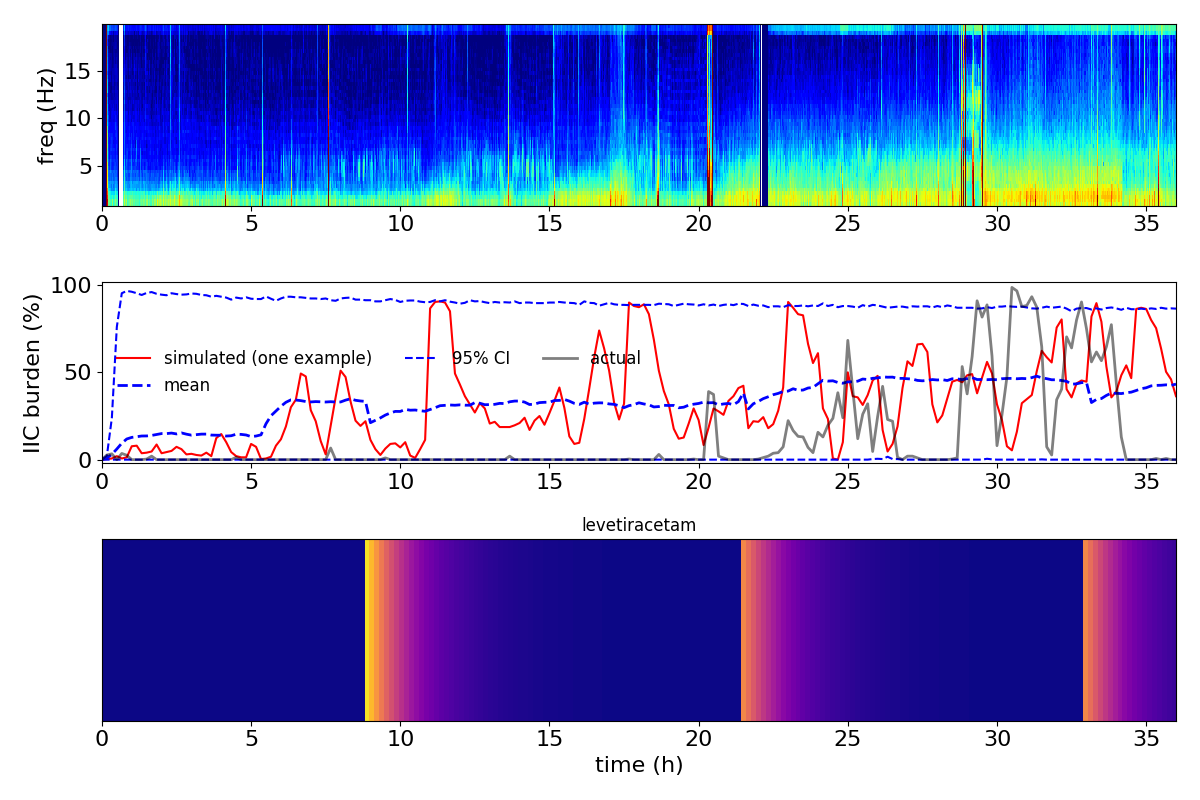 freq (Hz)
15
10
5
0 5 10 15 20 25 30 35
IIC burden (%)
100
50
0
simulated (one example) 95% CI actual
mean
0 5 10 15 20 25 30 35
levetiracetam
0 5 10 15 20 25 30 35
time (h)